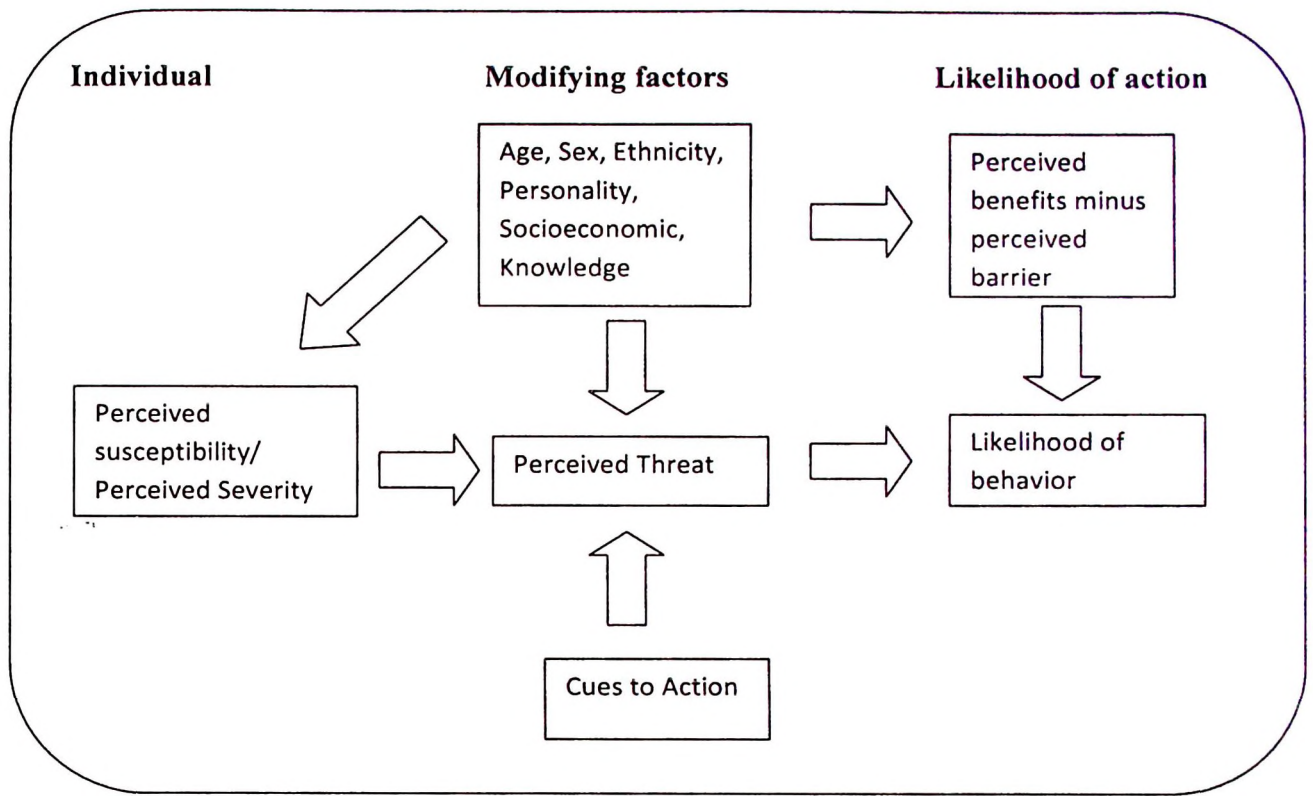 Individual
Modifying factors
Likelihood of action
Age, Sex, Ethnicity,
Personality,
Socioeconomic,
Knowledge
Perceived
benefits minus
perceived
barrier
Perceived
susceptibility/
Perceived Severity
Perceived Threat
Likelihood of
behavior
Cues to Action